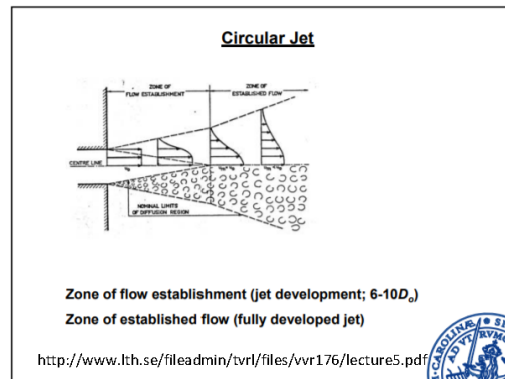 Circular Jet
ZONE OF
FLOW ESTABLISHMENT
ZONE OF
ESTABLISHED FLOW
CENTRE LINE
NOMINAL LIMITS
OF DIFFUSION REGION
Zone of flow establishment (jet development; 6-10Do)
Zone of established flow (fully developed jet)
http://www.lth.se/fileadmin/tvrl/files/vvr176/lecture5.pdf